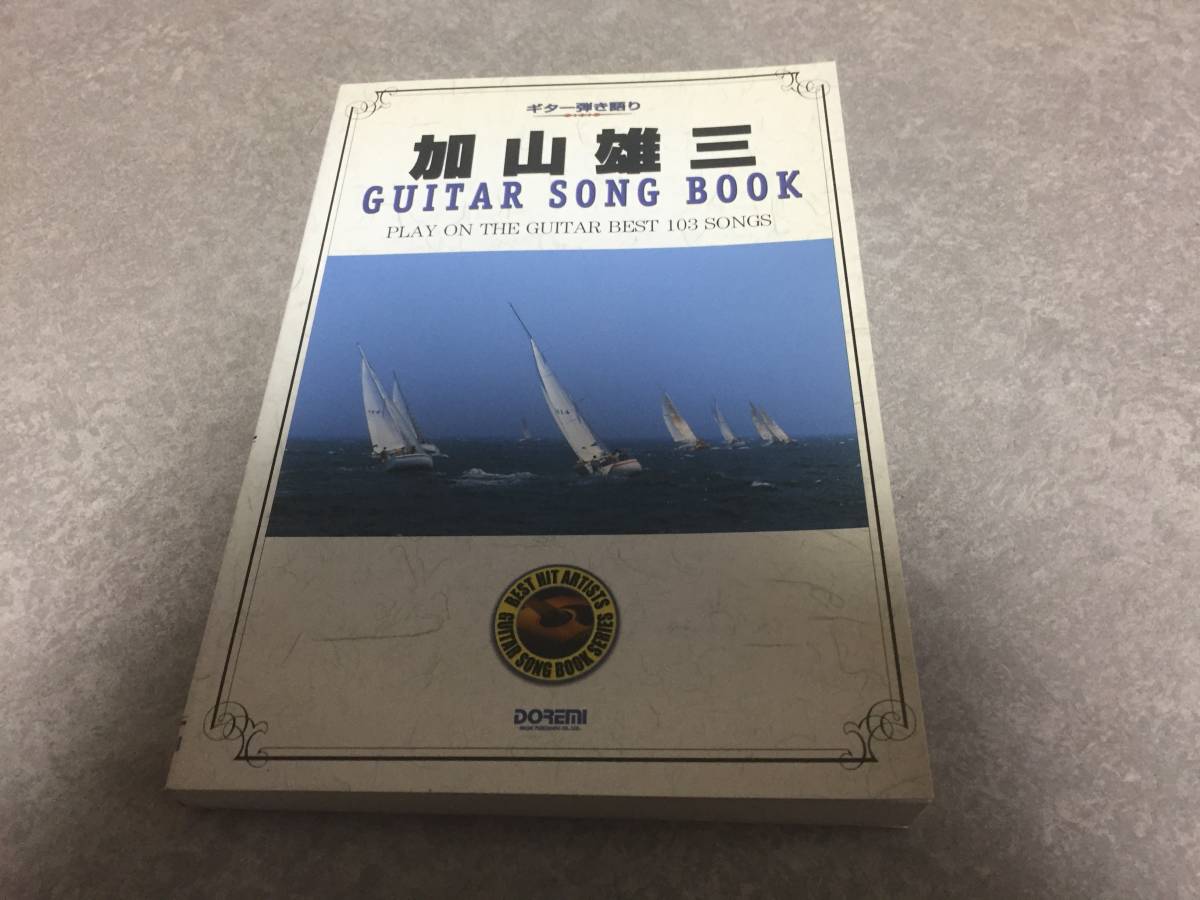 ギター弾き語り
加山雄三
GUITAR SONG BOOK
PLAY ON THE GUITAR BEST 103 SONGS
BEST HIT ARTISTS
GUITAR SONG BOOK SERIES
DOREMI